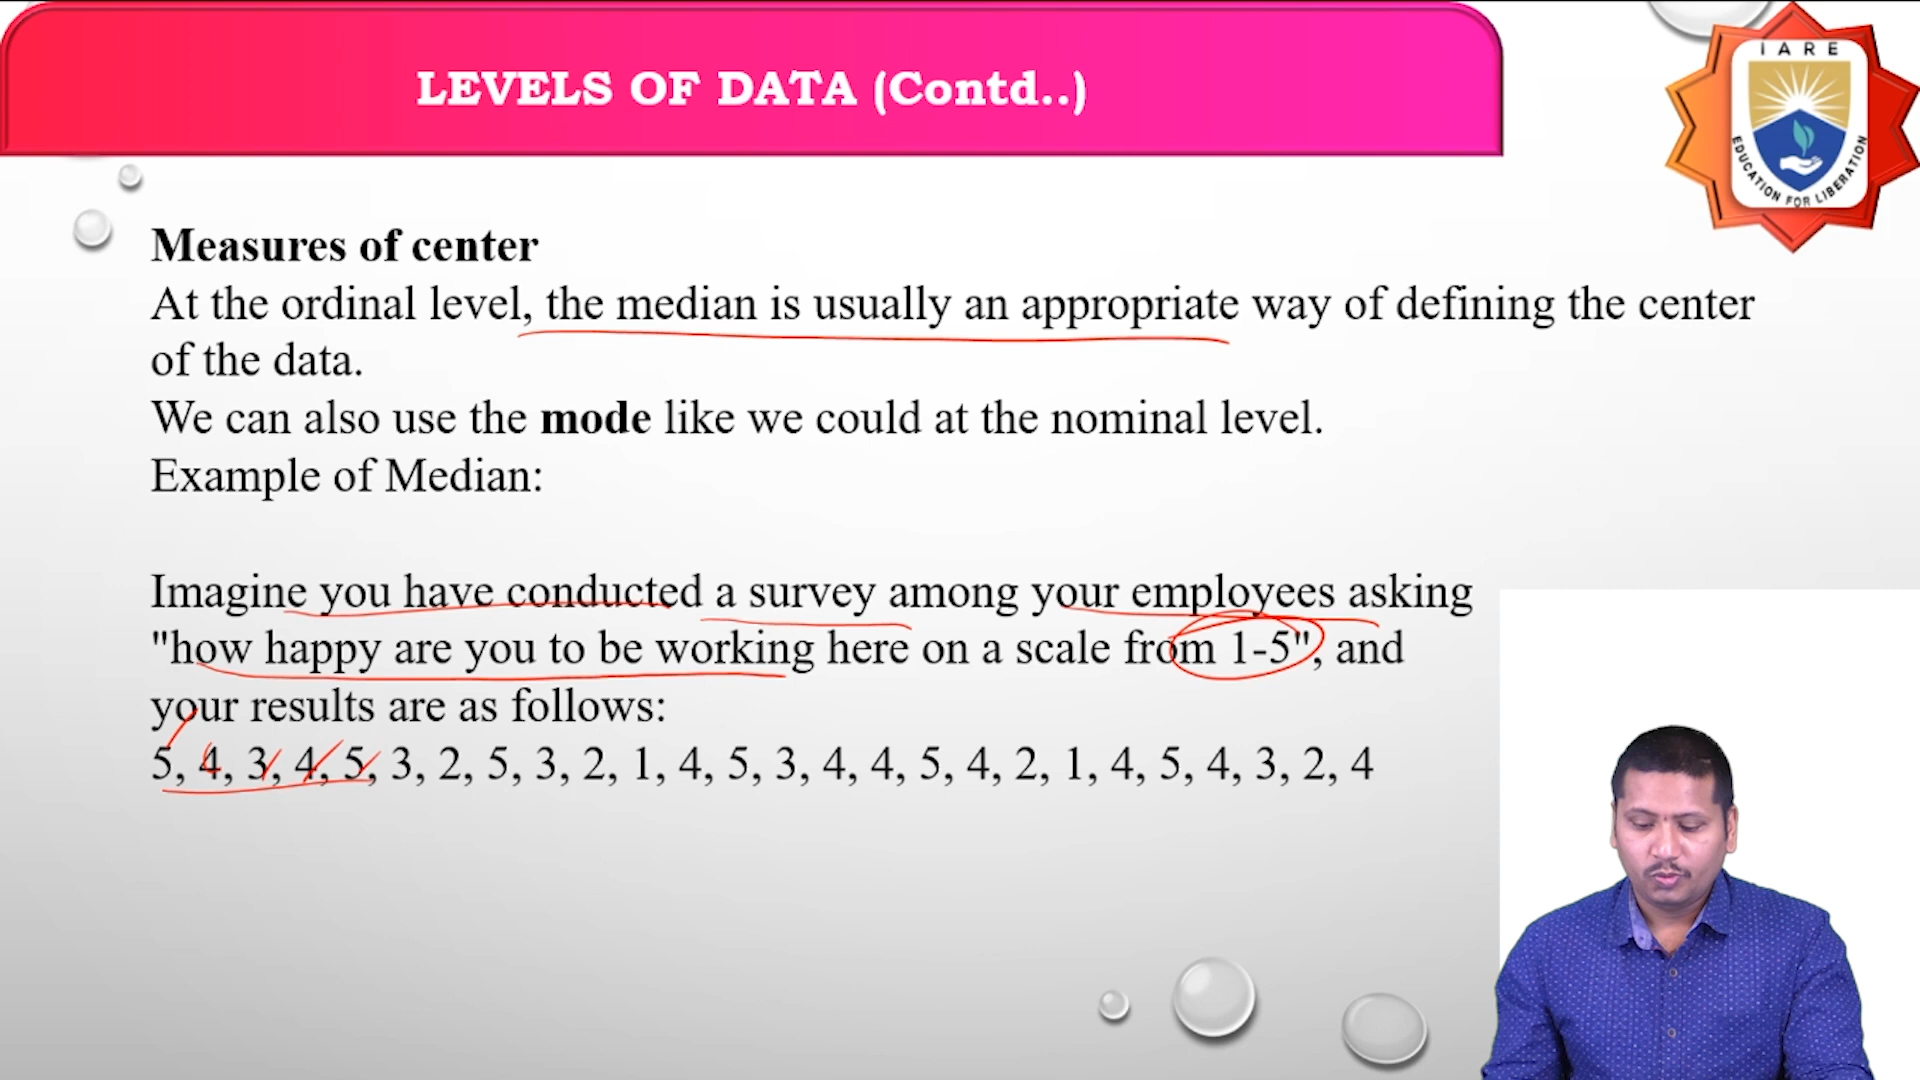 LEVELS OF DATA (Contd..)
I A R E
EDUCATION FOR LIBERATION
Measures of center
At the ordinal level, the median is usually an appropriate way of defining the center
of the data.
We can also use the mode like we could at the nominal level.
Example of Median:
Imagine you have conducted a survey among your employees asking
"how happy are you to be working here on a scale from 1-5", and
your results are as follows:
5, 4, 3, 4, 5, 3, 2, 5, 3, 2, 1, 4, 5, 3, 4, 4, 5, 4, 2, 1, 4, 5, 4, 3, 2, 4